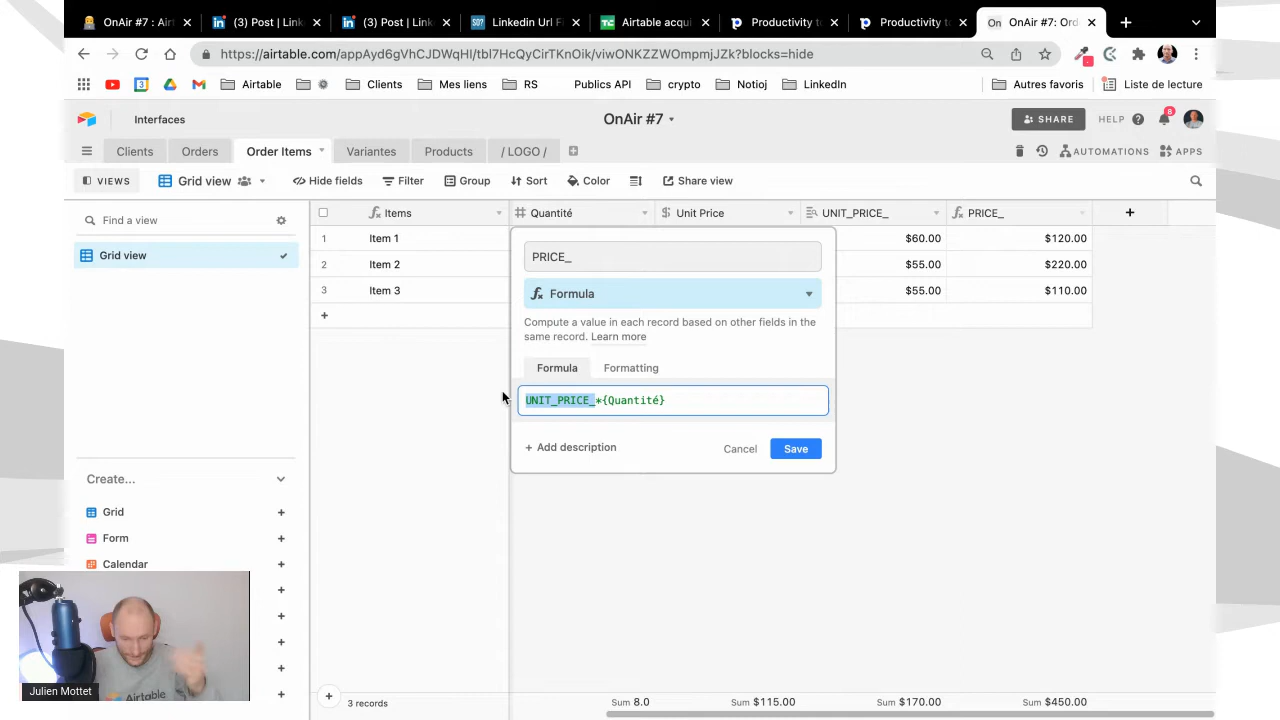 OnAir #7 : Airt
(3) Post | Link
(3) Post | Link
Linkedin Url F
Airtable acqui
Productivity t
Productivity t
OnAir #7: Ord
https://airtable.com/appAyd6gVhCJDWqHi/tbl7HcQyCirTKnOik/viwONKZZWOmpmjJZk?blocks=hide
Airtable
Clients
Mes liens
RS
Publics API
crypto
Notioj
LinkedIn
Autres favoris
Liste de lecture
Interfaces
OnAir #7
SHARE
HELP
8
Clients
Orders
Order Items
Variantes
Products
/ LOGO /
AUTOMATIONS
APPS
VIEWS
Grid view
Hide fields
Filter
Group
Sort
Color
Share view
Find a view
Grid view
Items
Quantité
Unit Price
UNIT_PRICE_
PRICE_
1 Item 1 $60.00 $120.00
2 Item 2 $55.00 $220.00
3 Item 3 $55.00 $110.00
PRICE_
Formula
Compute a value in each record based on other fields in the
same record. Learn more
Formula
Formatting
UNIT_PRICE_*{Quantité}
+ Add description
Cancel
Save
Create...
Grid
Form
Calendar
Airtable
Julien Mottet
3 records
Sum 8.0
Sum $115.00
Sum $170.00
Sum $450.00